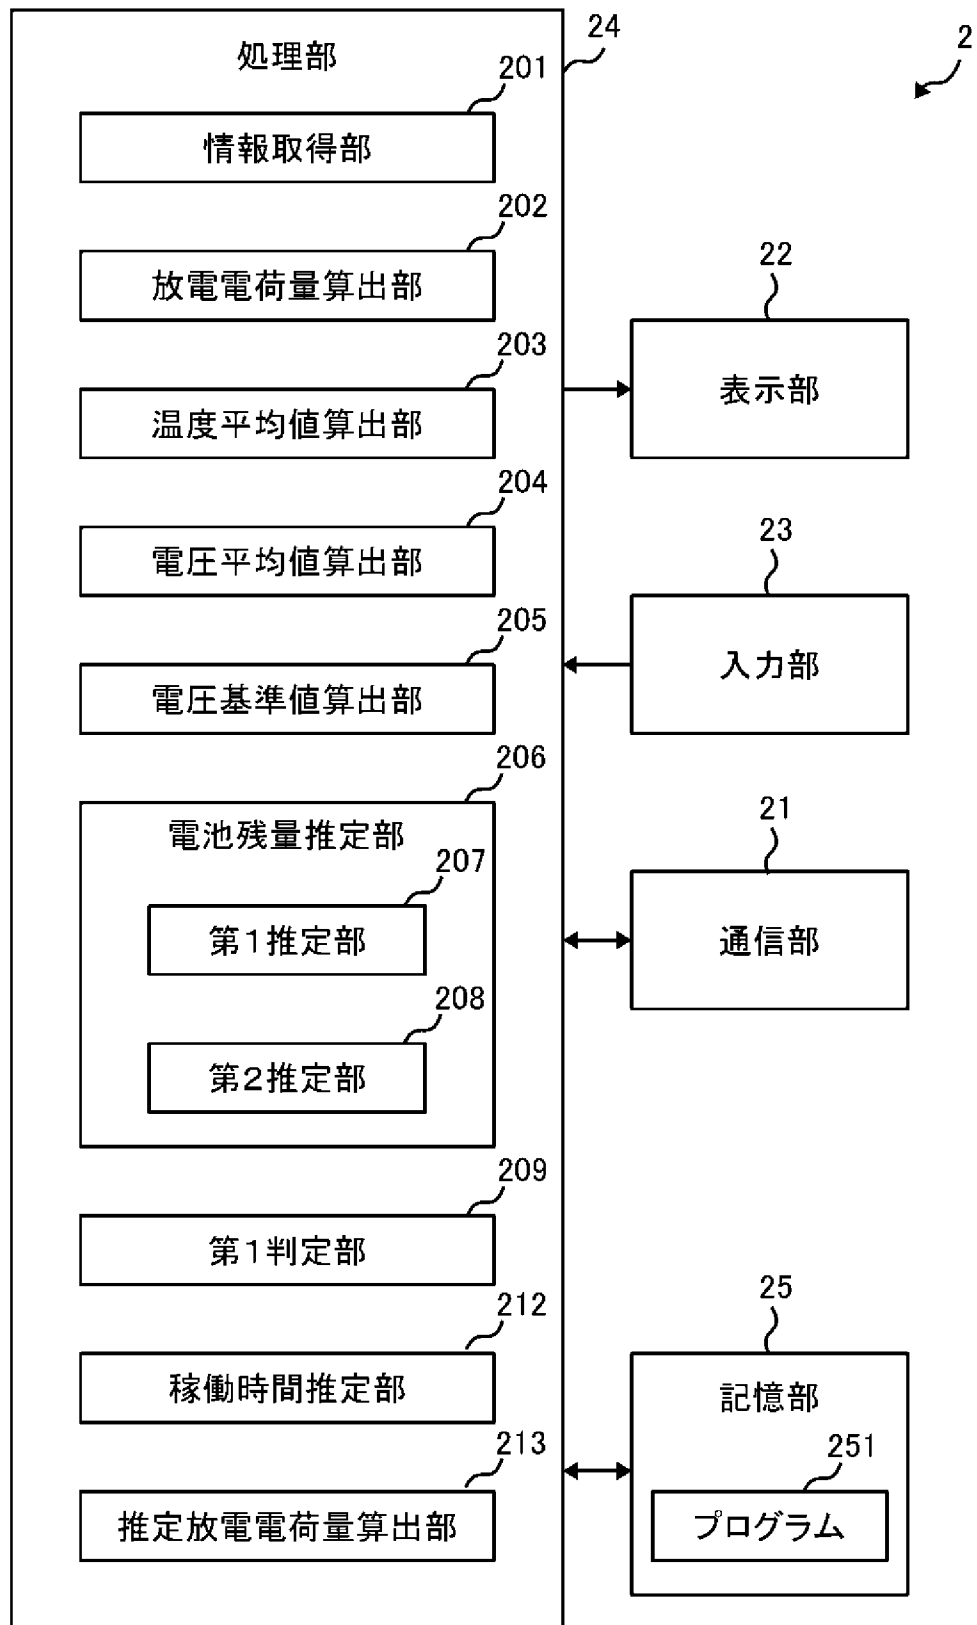 2
24
処理部
201
情報取得部
202
放電電荷量算出部
203
温度平均値算出部
204
電圧平均値算出部
205
電圧基準値算出部
206
電池残量推定部
207
第1推定部
208
第2推定部
209
第1判定部
212
稼働時間推定部
213
推定放電電荷量算出部
22
表示部
23
入力部
21
通信部
25
記憶部
251
プログラム